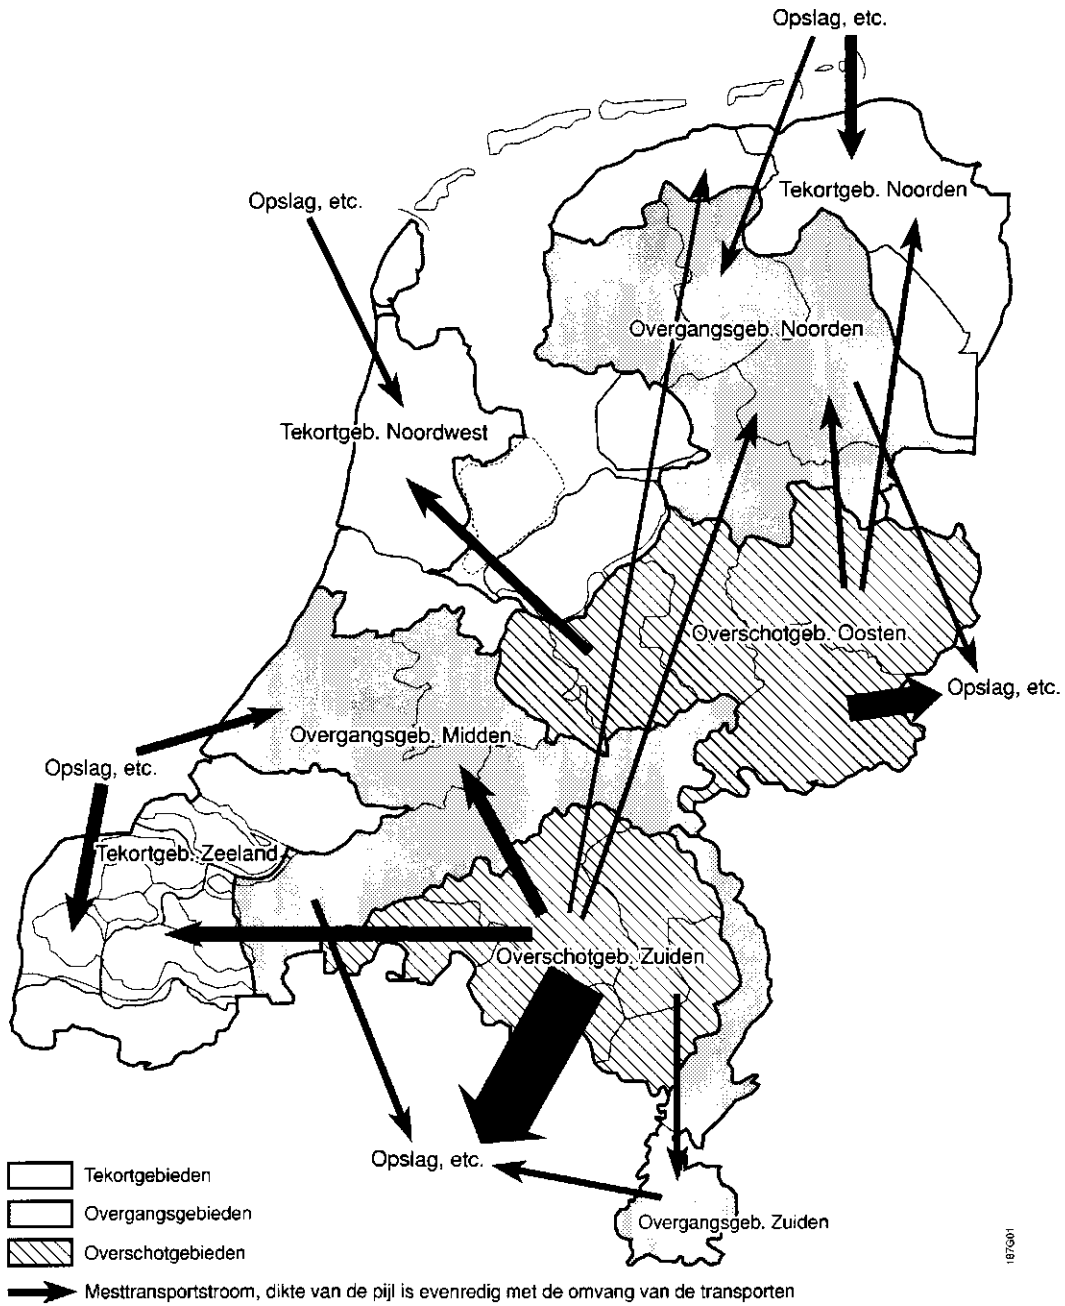 Opslag, etc.
Tekortgeb. Noorden
Opslag, etc.
Overgangsgeb. Noorden
Tekortgeb. Noordwest
Overschotgeb. Oosten
Opslag, etc.
Overgangsgeb. Midden
Opslag, etc.
Tekortgeb. Zeeland
Overschotgeb. Zuiden
Opslag, etc.
Overgangsgeb. Zuiden
Tekortgebieden
Overgangsgebieden
Overschotgebieden
Mesttransportstroom, dikte van de pijl is evenredig met de omvang van de transporten
187G01